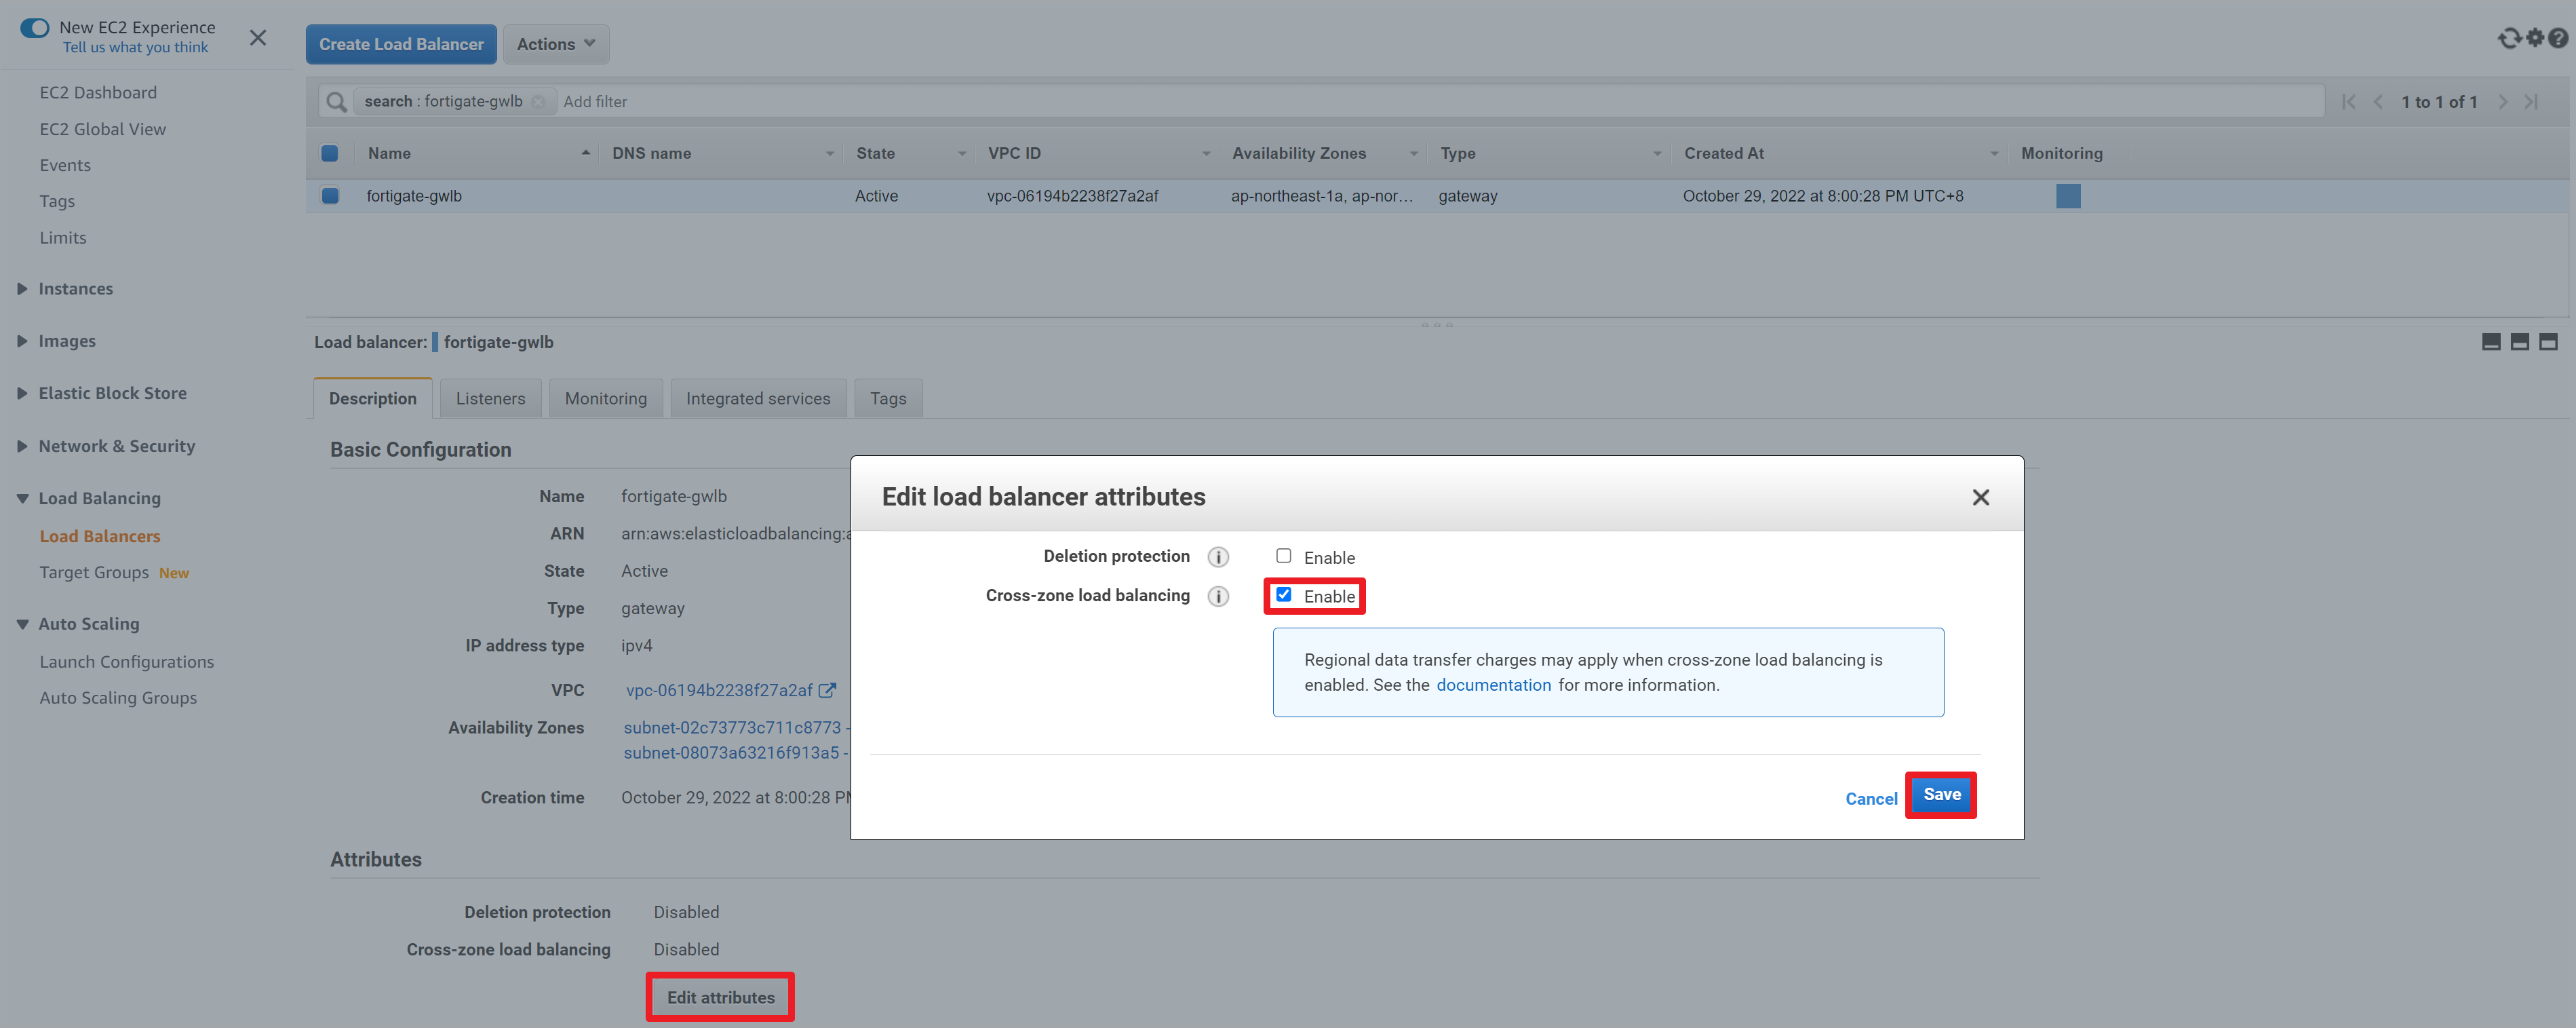 New EC2 Experience
Tell us what you think
EC2 Dashboard
EC2 Global View
Events
Tags
Limits
Instances
Images
Elastic Block Store
Network & Security
Load Balancing
Load Balancers
Target Groups New
Auto Scaling
Launch Configurations
Auto Scaling Groups
Create Load Balancer Actions
search : fortigate-gwlb Add filter 1 to 1 of 1
Name DNS name State VPC ID Availability Zones Type Created At Monitoring
fortigate-gwlb Active vpc-06194b2238f27a2af ap-northeast-1a, ap-nor... gateway October 29, 2022 at 8:00:28 PM UTC+8
Load balancer: fortigate-gwlb
Description Listeners Monitoring Integrated services Tags
Basic Configuration
Name fortigate-gwlb
ARN arn:aws:elasticloadbalancing:a
State Active
Type gateway
IP address type ipv4
VPC vpc-06194b2238f27a2af
Availability Zones subnet-02c73773c711c8773 -
subnet-08073a63216f913a5 -
Creation time October 29, 2022 at 8:00:28 PM
Attributes
Deletion protection Disabled
Cross-zone load balancing Disabled
Edit attributes
Edit load balancer attributes
Deletion protection Enable
Cross-zone load balancing Enable
Regional data transfer charges may apply when cross-zone load balancing is
enabled. See the documentation for more information.
Cancel Save